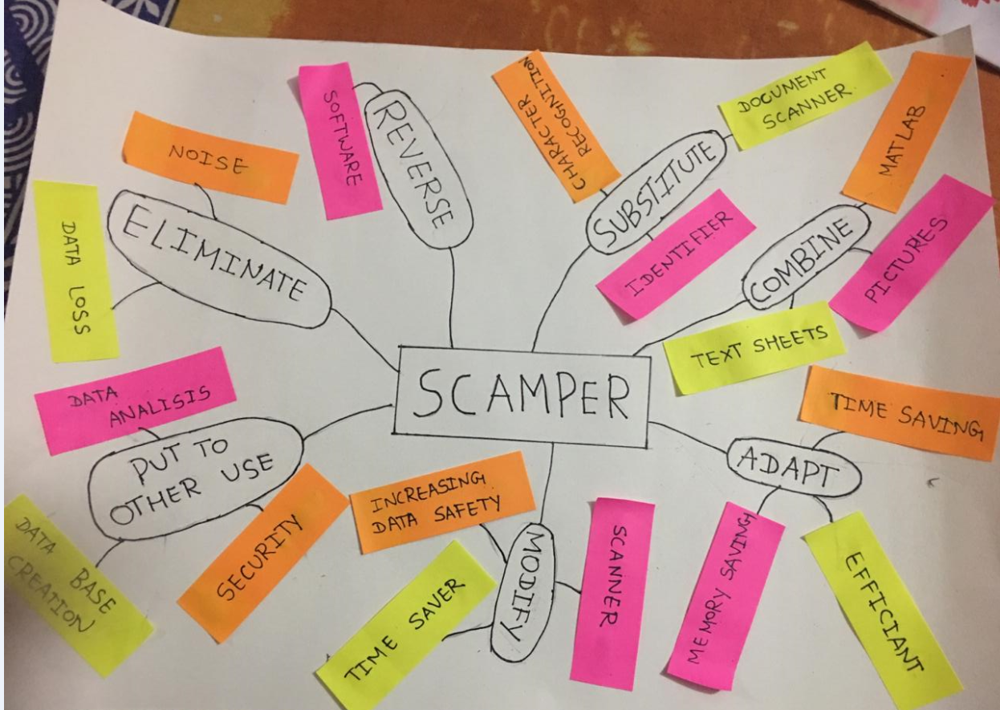 SCAMPER
SUBSTITUTE
CHARACTER
RECOGNITION
DOCUMENT
SCANNER
IDENTIFIER
COMBINE
MATLAB
PICTURES
TEXT SHEETS
ADAPT
TIME SAVING
MEMORY SAVING
EFFICIANT
MODIFY
INCREASING
DATA SAFETY
SCANNER
TIME SAVER
PUT TO
OTHER USE
DATA
ANALISIS
SECURITY
DATA BASE
CREATION
ELIMINATE
NOISE
DATA LOSS
REVERSE
SOFTWARE